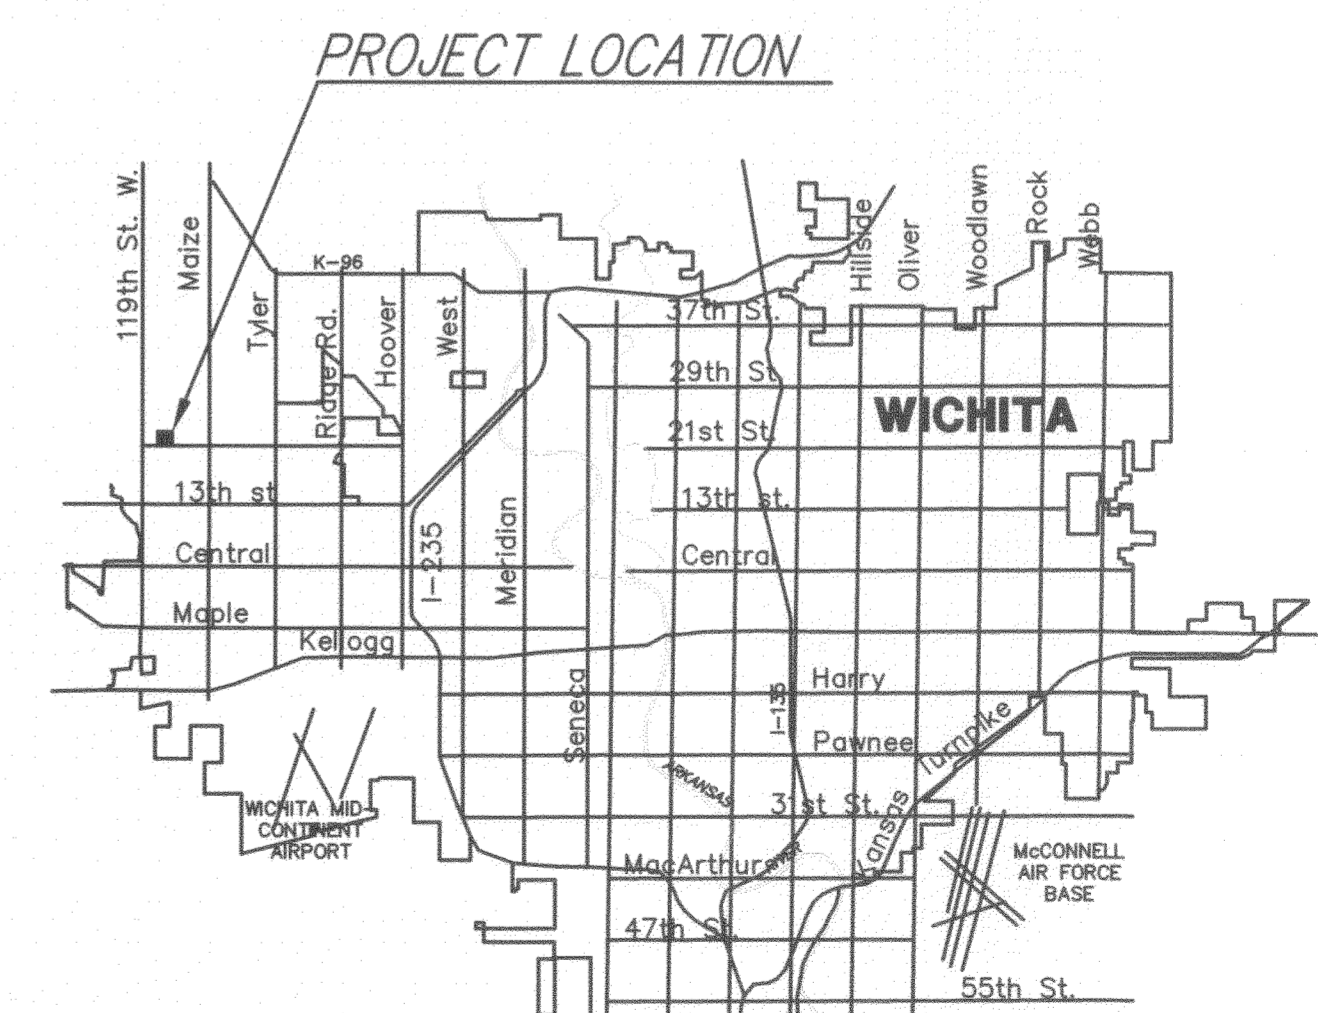 PROJECT LOCATION
119th St. W.
Maize
Tyler
K-96
Ridge Rd.
Hoover
West
Hillside
Oliver
Woodlawn
Rock
Webb
37th St.
29th St.
WICHITA
21st St.
13th st
13th st.
I-235
Meridian
Central
Central
Maple
Kellogg
Seneca
I-135
Harry
Pawnee
Kansas Turnpike
ARKANSAS
RIVER
31st St.
WICHITA MID-
CONTINENT
AIRPORT
MacArthur
McCONNELL
AIR FORCE
BASE
47th St.
55th St.